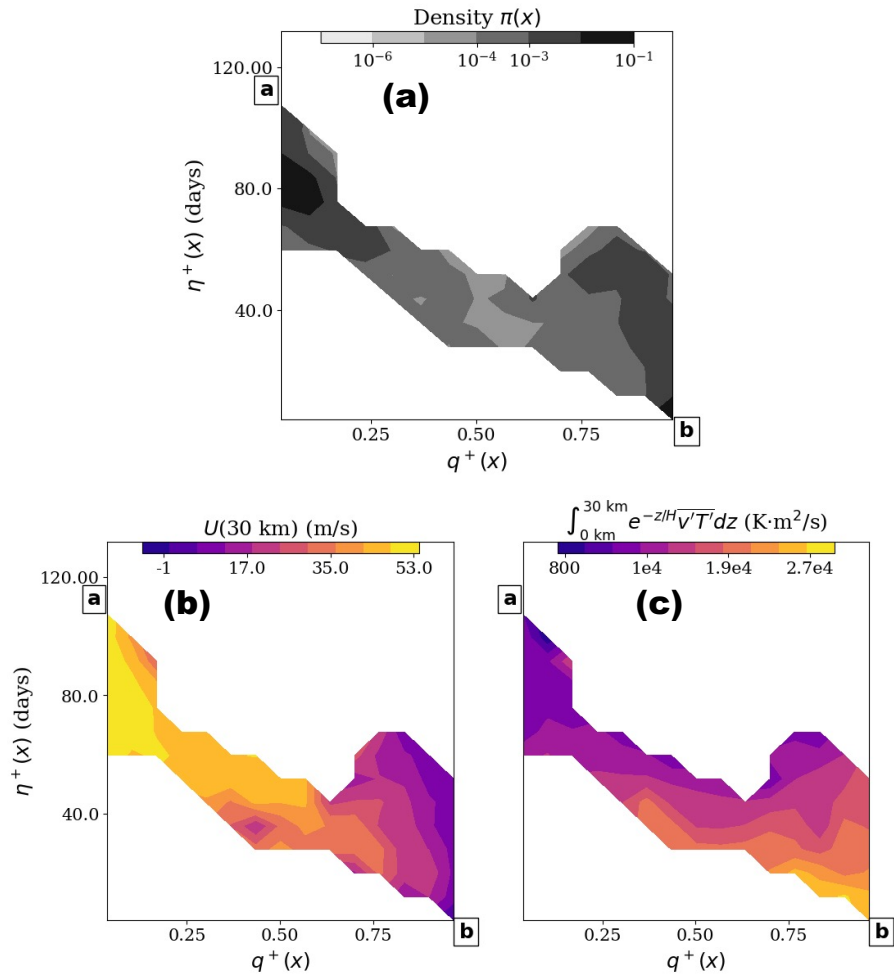 Density π(x)
10⁻⁶ 10⁻⁴ 10⁻³ 10⁻¹
120.00
a
(a)
80.0
η⁺(x) (days)
40.0
b
0.25 0.50 0.75
q⁺(x)
U(30 km) (m/s)
-1 17.0 35.0 53.0
120.00
a
(b)
80.0
η⁺(x) (days)
40.0
b
0.25 0.50 0.75
q⁺(x)
∫₀ ₖₘ³⁰ ᵏᵐ e^{-z/H} \overline{v′T′}dz (K·m²/s)
800 1e4 1.9e4 2.7e4
a
(c)
b
0.25 0.50 0.75
q⁺(x)